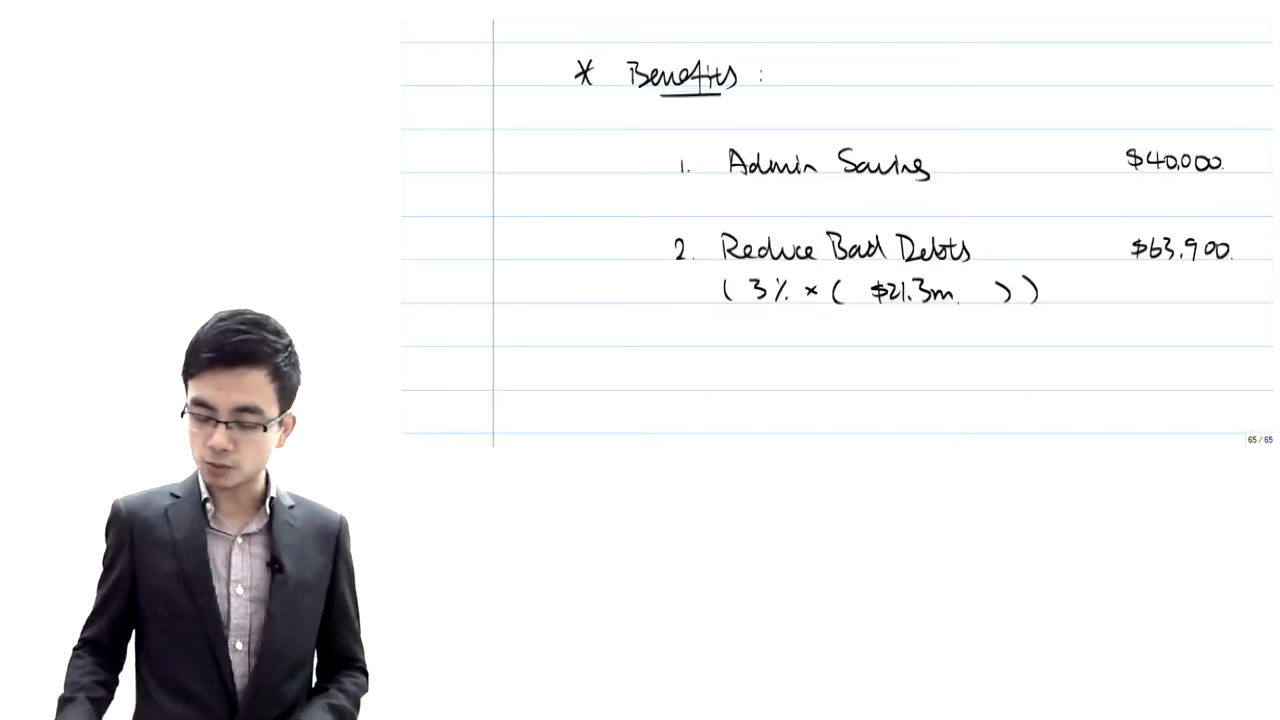 * Benefits :
1. Admin Saving $40,000.
2. Reduce Bad Debts $63,900.
( 3% × ( $21.3m. ) )
65 / 65